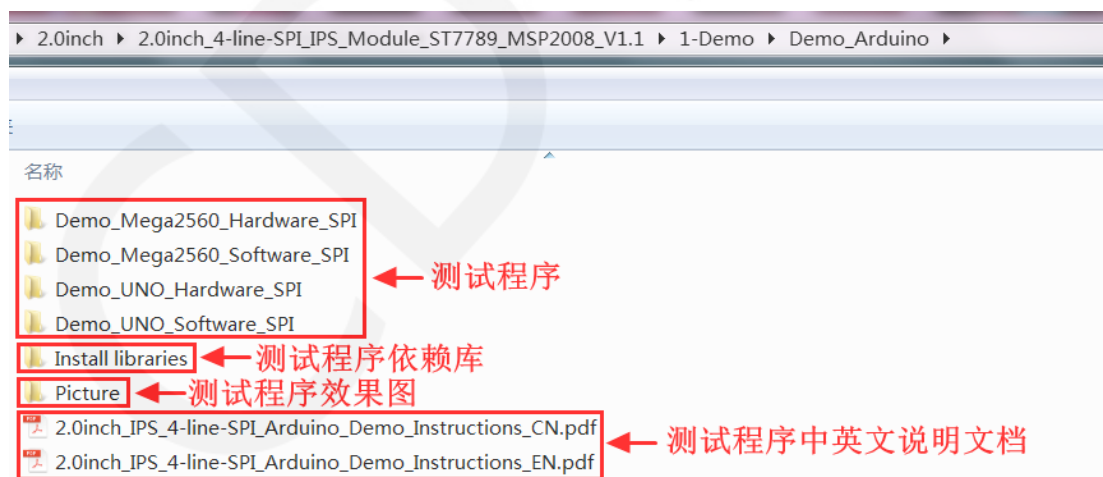 2.0inch ▸ 2.0inch_4-line-SPI_IPS_Module_ST7789_MSP2008_V1.1 ▸ 1-Demo ▸ Demo_Arduino ▸
名称
Demo_Mega2560_Hardware_SPI
Demo_Mega2560_Software_SPI
测试程序
Demo_UNO_Hardware_SPI
Demo_UNO_Software_SPI
Install libraries 测试程序依赖库
Picture 测试程序效果图
2.0inch_IPS_4-line-SPI_Arduino_Demo_Instructions_CN.pdf
测试程序中英文说明文档
2.0inch_IPS_4-line-SPI_Arduino_Demo_Instructions_EN.pdf